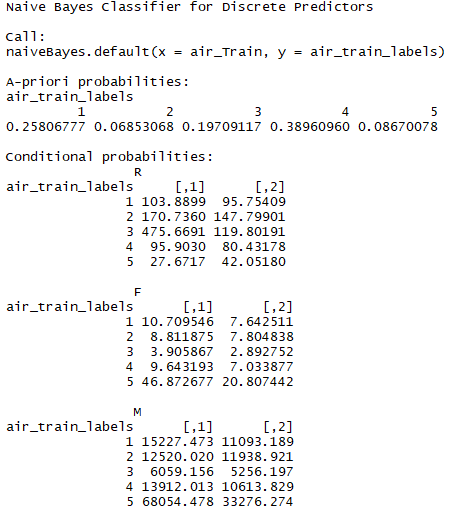 Naive Bayes Classifier for Discrete Predictors
Call:
naiveBayes.default(x = air_Train, y = air_train_labels)
A-priori probabilities:
air_train_labels
1 2 3 4 5
0.25806777 0.06853068 0.19709117 0.38960960 0.08670078
Conditional probabilities:
R
air_train_labels [,1] [,2]
1 103.8899 95.75409
2 170.7360 147.79901
3 475.6691 119.80191
4 95.9030 80.43178
5 27.6717 42.05180
F
air_train_labels [,1] [,2]
1 10.709546 7.642511
2 8.811875 7.804838
3 3.905867 2.892752
4 9.643193 7.033877
5 46.872677 20.807442
M
air_train_labels [,1] [,2]
1 15227.473 11093.189
2 12520.020 11938.921
3 6059.156 5256.197
4 13912.013 10613.829
5 68054.478 33276.274